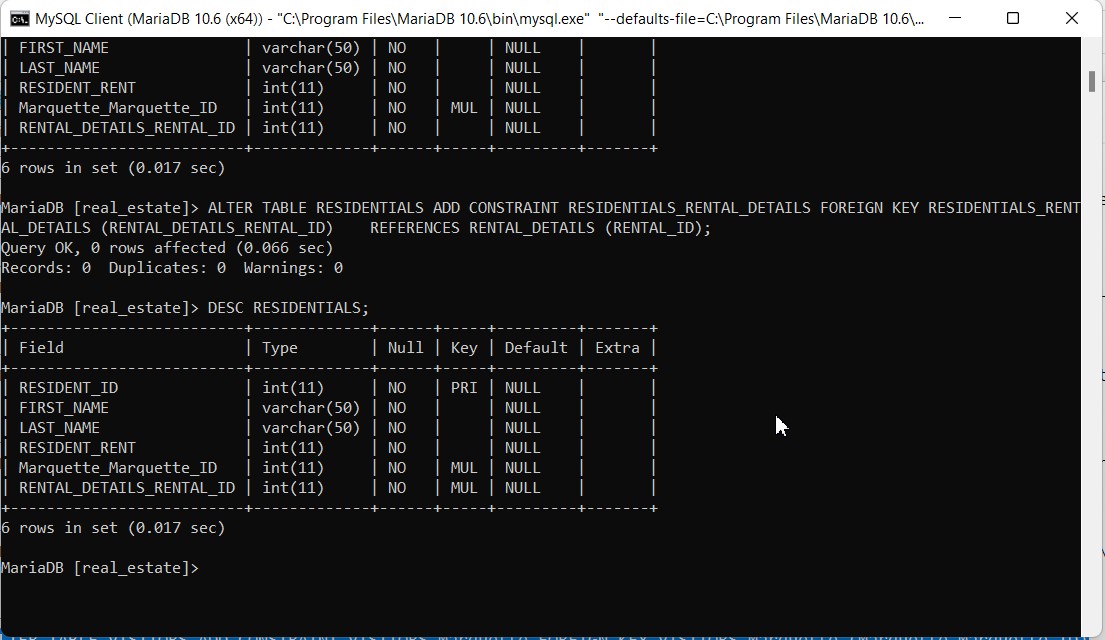 MySQL Client (MariaDB 10.6 (x64)) - "C:\Program Files\MariaDB 10.6\bin\mysql.exe"  "--defaults-file=C:\Program Files\MariaDB 10.6\...
| FIRST_NAME               | varchar(50) | NO   |     | NULL    |       |
| LAST_NAME                | varchar(50) | NO   |     | NULL    |       |
| RESIDENT_RENT            | int(11)     | NO   |     | NULL    |       |
| Marquette_Marquette_ID   | int(11)     | NO   | MUL | NULL    |       |
| RENTAL_DETAILS_RENTAL_ID | int(11)     | NO   |     | NULL    |       |
+--------------------------+-------------+------+-----+---------+-------+
6 rows in set (0.017 sec)
MariaDB [real_estate]> ALTER TABLE RESIDENTIALS ADD CONSTRAINT RESIDENTIALS_RENTAL_DETAILS FOREIGN KEY RESIDENTIALS_RENT
AL_DETAILS (RENTAL_DETAILS_RENTAL_ID)    REFERENCES RENTAL_DETAILS (RENTAL_ID);
Query OK, 0 rows affected (0.066 sec)
Records: 0  Duplicates: 0  Warnings: 0
MariaDB [real_estate]> DESC RESIDENTIALS;
+--------------------------+-------------+------+-----+---------+-------+
| Field                    | Type        | Null | Key | Default | Extra |
+--------------------------+-------------+------+-----+---------+-------+
| RESIDENT_ID              | int(11)     | NO   | PRI | NULL    |       |
| FIRST_NAME               | varchar(50) | NO   |     | NULL    |       |
| LAST_NAME                | varchar(50) | NO   |     | NULL    |       |
| RESIDENT_RENT            | int(11)     | NO   |     | NULL    |       |
| Marquette_Marquette_ID   | int(11)     | NO   | MUL | NULL    |       |
| RENTAL_DETAILS_RENTAL_ID | int(11)     | NO   | MUL | NULL    |       |
+--------------------------+-------------+------+-----+---------+-------+
6 rows in set (0.017 sec)
MariaDB [real_estate]>